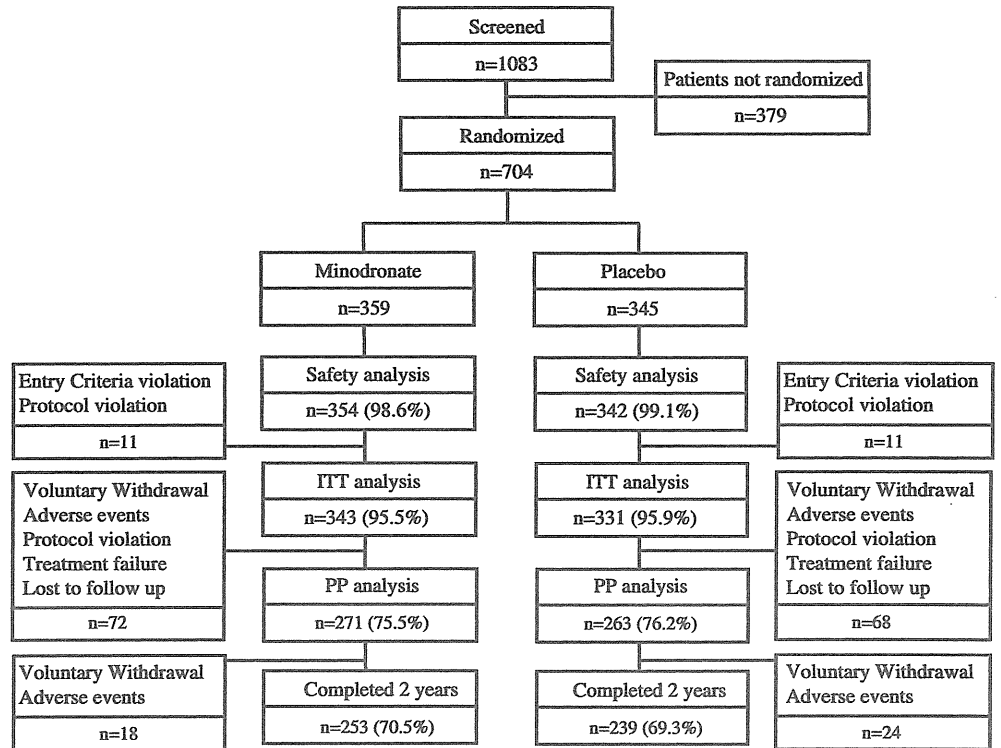 Screened
n=1083
Patients not randomized
n=379
Randomized
n=704
Minodronate
n=359
Placebo
n=345
Safety analysis
n=354 (98.6%)
Safety analysis
n=342 (99.1%)
Entry Criteria violation
Protocol violation
n=11
Entry Criteria violation
Protocol violation
n=11
ITT analysis
n=343 (95.5%)
ITT analysis
n=331 (95.9%)
Voluntary Withdrawal
Adverse events
Protocol violation
Treatment failure
Lost to follow up
n=72
Voluntary Withdrawal
Adverse events
Protocol violation
Treatment failure
Lost to follow up
n=68
PP analysis
n=271 (75.5%)
PP analysis
n=263 (76.2%)
Voluntary Withdrawal
Adverse events
n=18
Voluntary Withdrawal
Adverse events
n=24
Completed 2 years
n=253 (70.5%)
Completed 2 years
n=239 (69.3%)